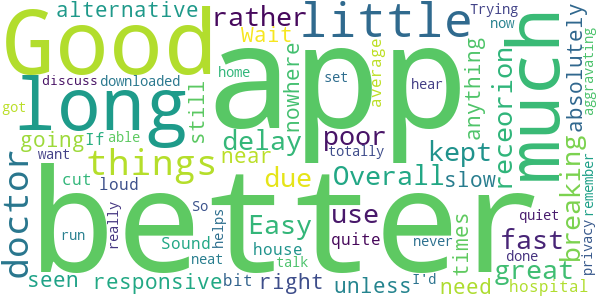 alternative
rather
little
Trying
now
Good
app
much
Wait
average
absolutely
aggravating
home
set
hear
discuss
downloaded
long
still
nowhere
anything
receorion
got
going
If
able
delay
poor
totally
kept
breaking
want
things
near
doctor
cut
loud
due
Overall
slow
privacy
remember
better
really
So
helps
Easy
use
quite
times
never
quiet
fast
done
run
Sound
neat
house
talk
great
seen
responsive
bit
right
unless
I'd
need
hospital